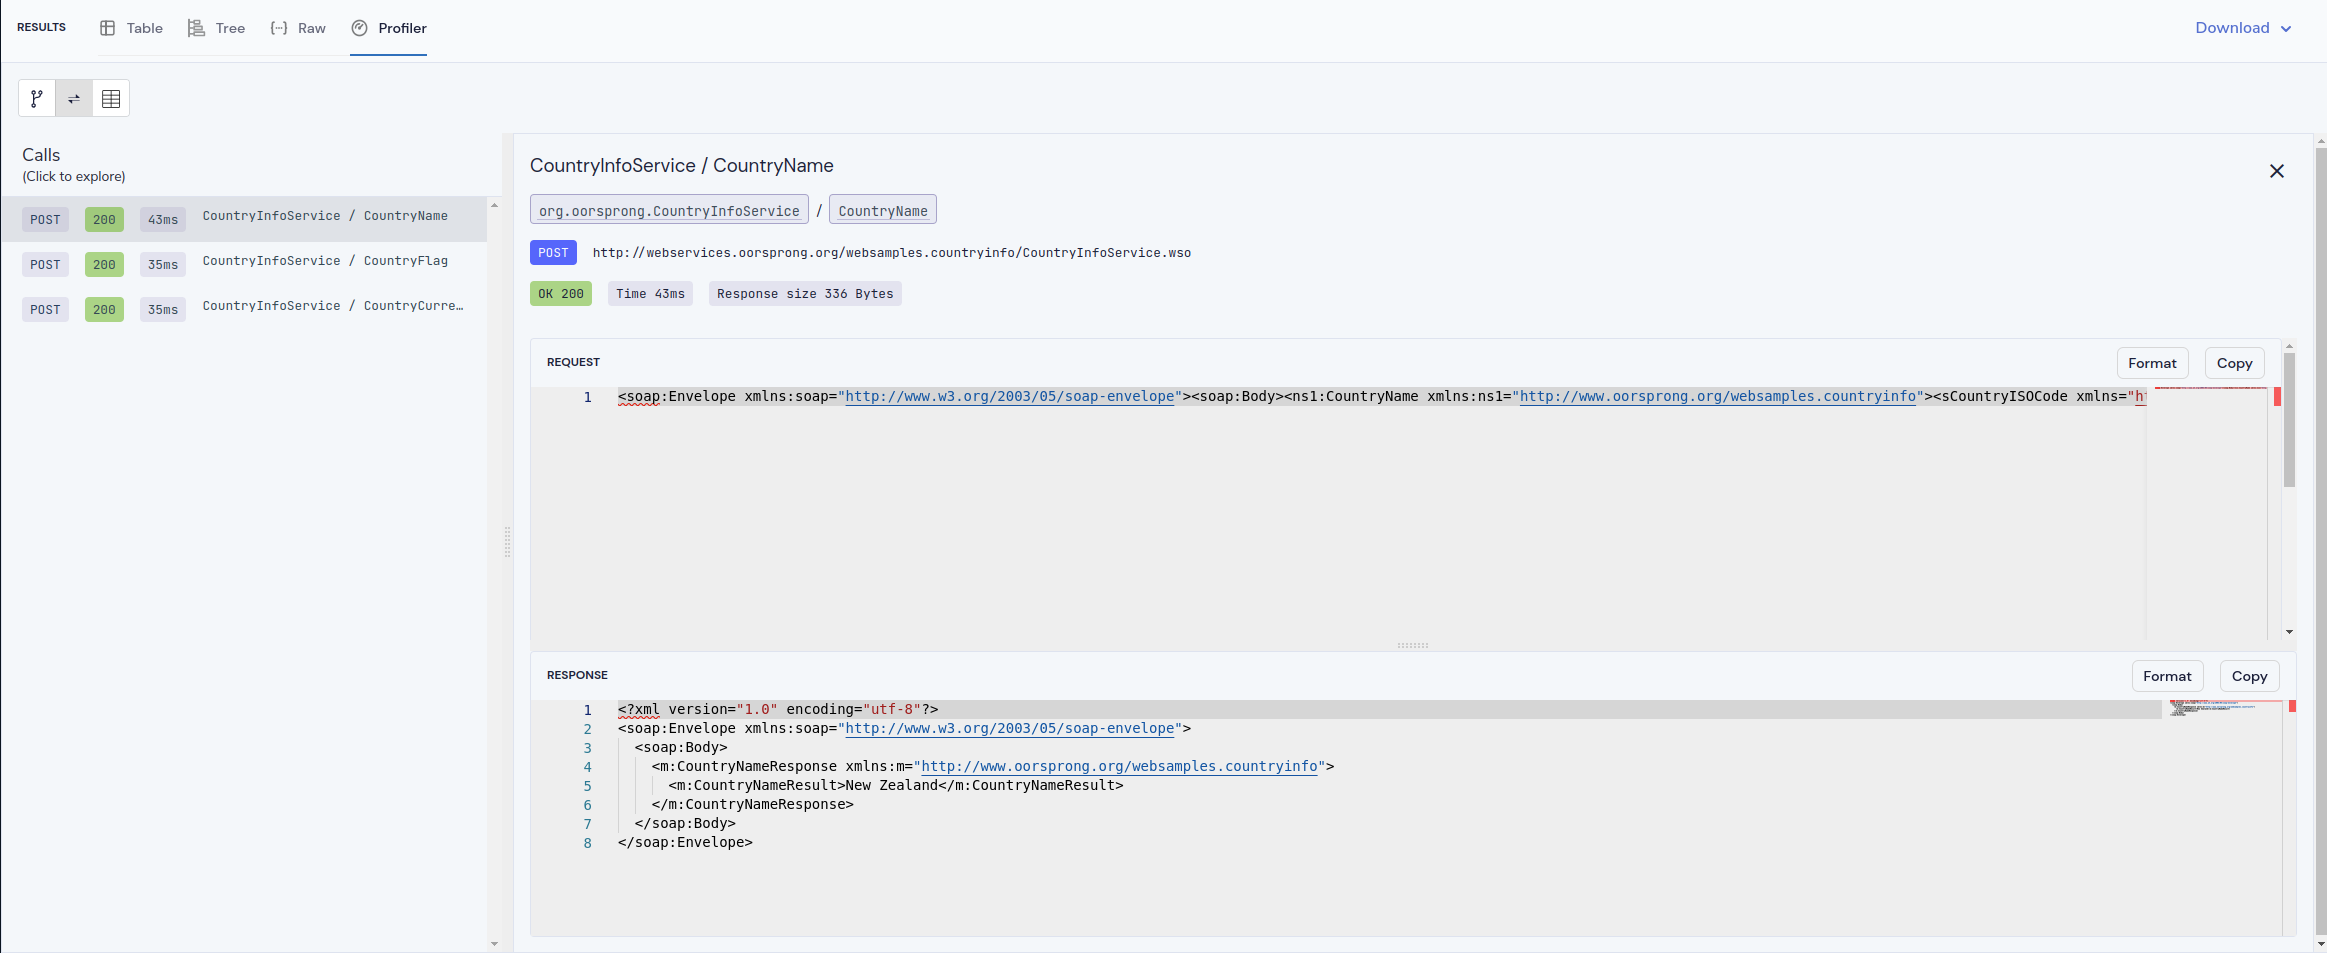 RESULTS Table Tree Raw Profiler Download
Calls
(Click to explore)
POST 200 43ms CountryInfoService / CountryName
POST 200 35ms CountryInfoService / CountryFlag
POST 200 35ms CountryInfoService / CountryCurre…
CountryInfoService / CountryName
org.oorsprong.CountryInfoService / CountryName
POST http://webservices.oorsprong.org/websamples.countryinfo/CountryInfoService.wso
OK 200 Time 43ms Response size 336 Bytes
REQUEST Format Copy
1 <soap:Envelope xmlns:soap="http://www.w3.org/2003/05/soap-envelope"><soap:Body><ns1:CountryName xmlns:ns1="http://www.oorsprong.org/websamples.countryinfo"><sCountryISOCode xmlns="ht
RESPONSE Format Copy
1 <?xml version="1.0" encoding="utf-8"?>
2 <soap:Envelope xmlns:soap="http://www.w3.org/2003/05/soap-envelope">
3 <soap:Body>
4 <m:CountryNameResponse xmlns:m="http://www.oorsprong.org/websamples.countryinfo">
5 <m:CountryNameResult>New Zealand</m:CountryNameResult>
6 </m:CountryNameResponse>
7 </soap:Body>
8 </soap:Envelope>